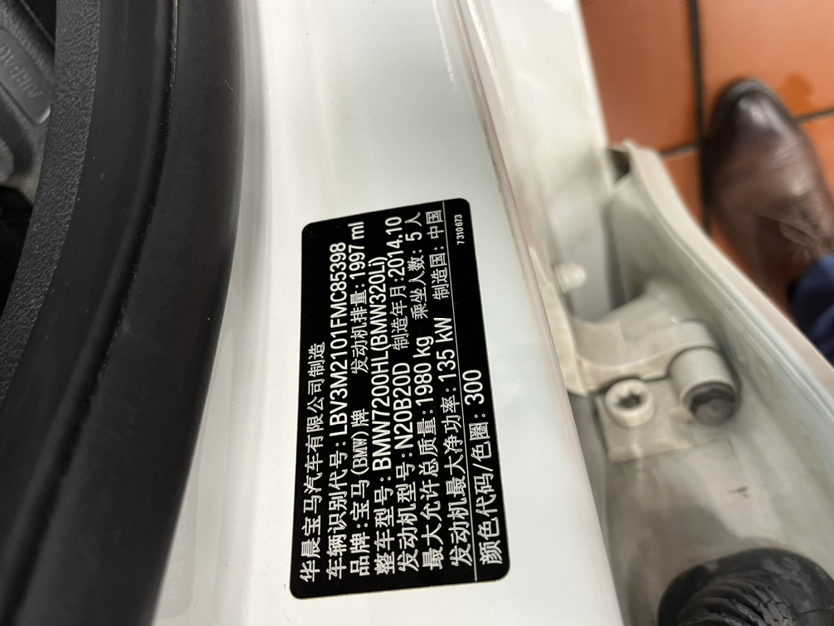 华晨宝马汽车有限公司制造
车辆识别代号:LBV3M2101FMC85398
品牌:宝马(BMW)牌 发动机排量:1997 ml
整车型号:BMW7200HL(BMW320Li)
发动机型号:N20B20D 制造年月:2014.10
最大允许总质量:1980 kg 乘坐人数:5人
发动机最大净功率:135 kW 制造国:中国
颜色代码/色圈:300
7310673
AIRBAG